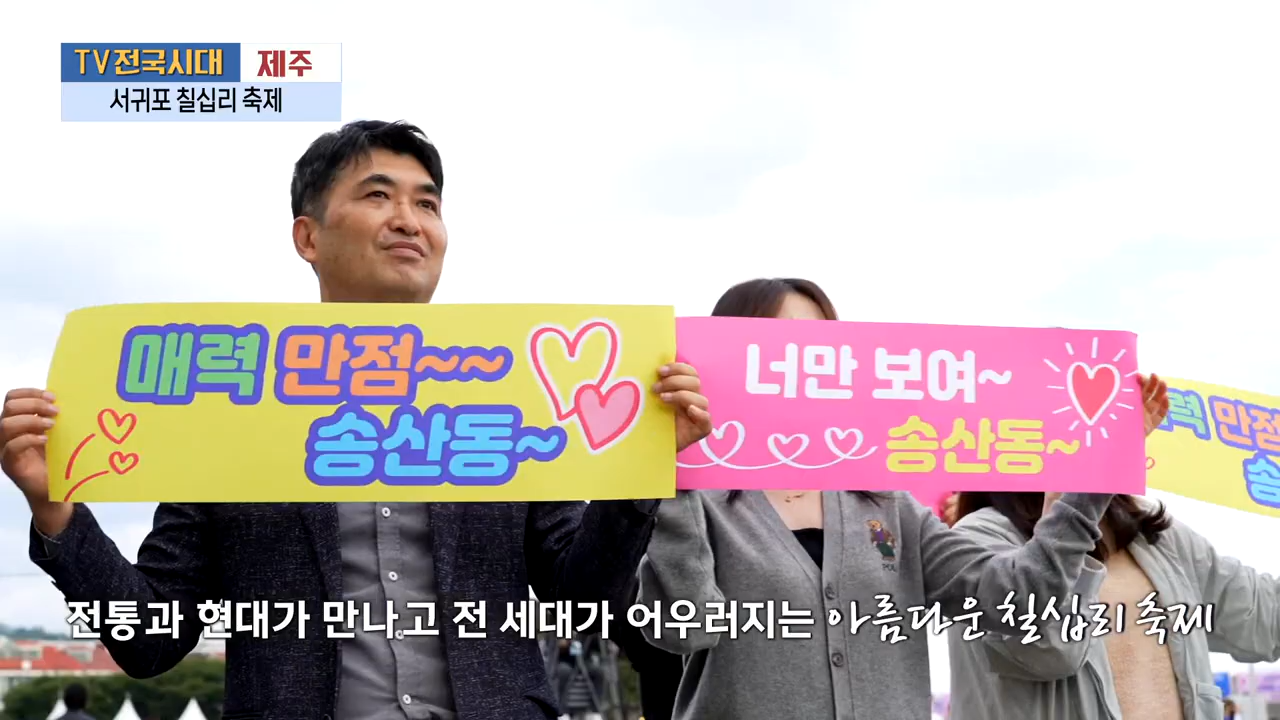 TV전국시대 제주
서귀포 칠십리 축제
매력 만점~~
송산동~
너만 보여~
송산동~
만점
전통과 현대가 만나고 전 세대가 어우러지는 아름다운 칠십리 축제